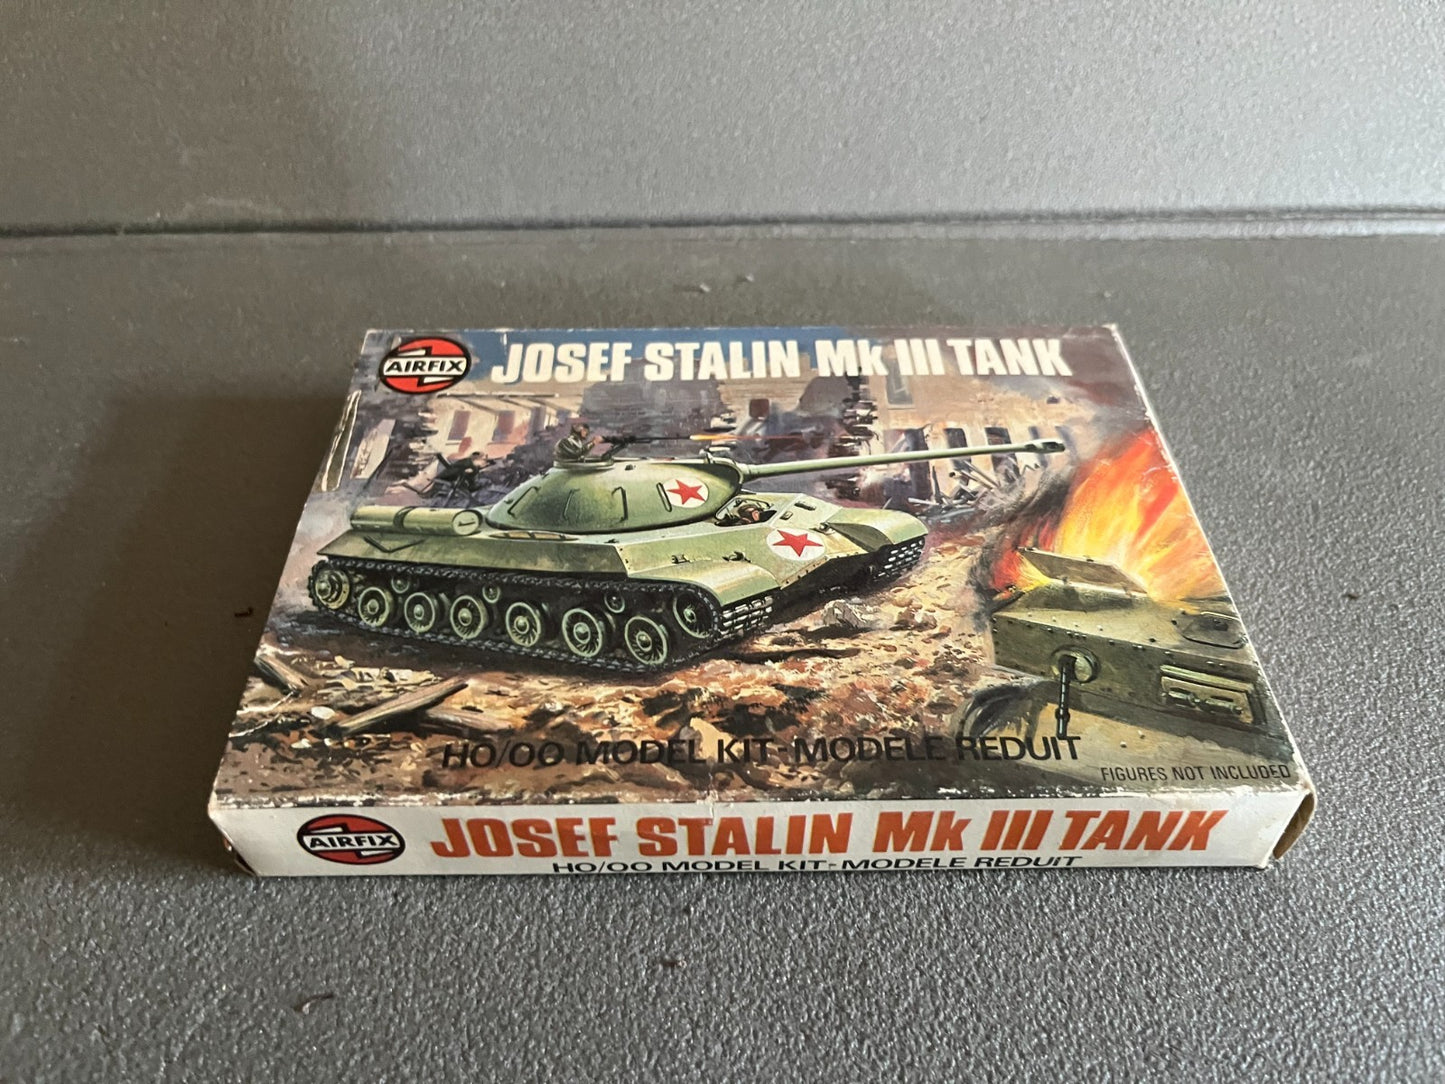 AIRFIX
JOSEF STALIN Mk III TANK
HO/OO MODEL KIT-MODELE REDUIT
FIGURES NOT INCLUDED
AIRFIX
JOSEF STALIN Mk III TANK
HO/OO MODEL KIT-MODELE REDUIT